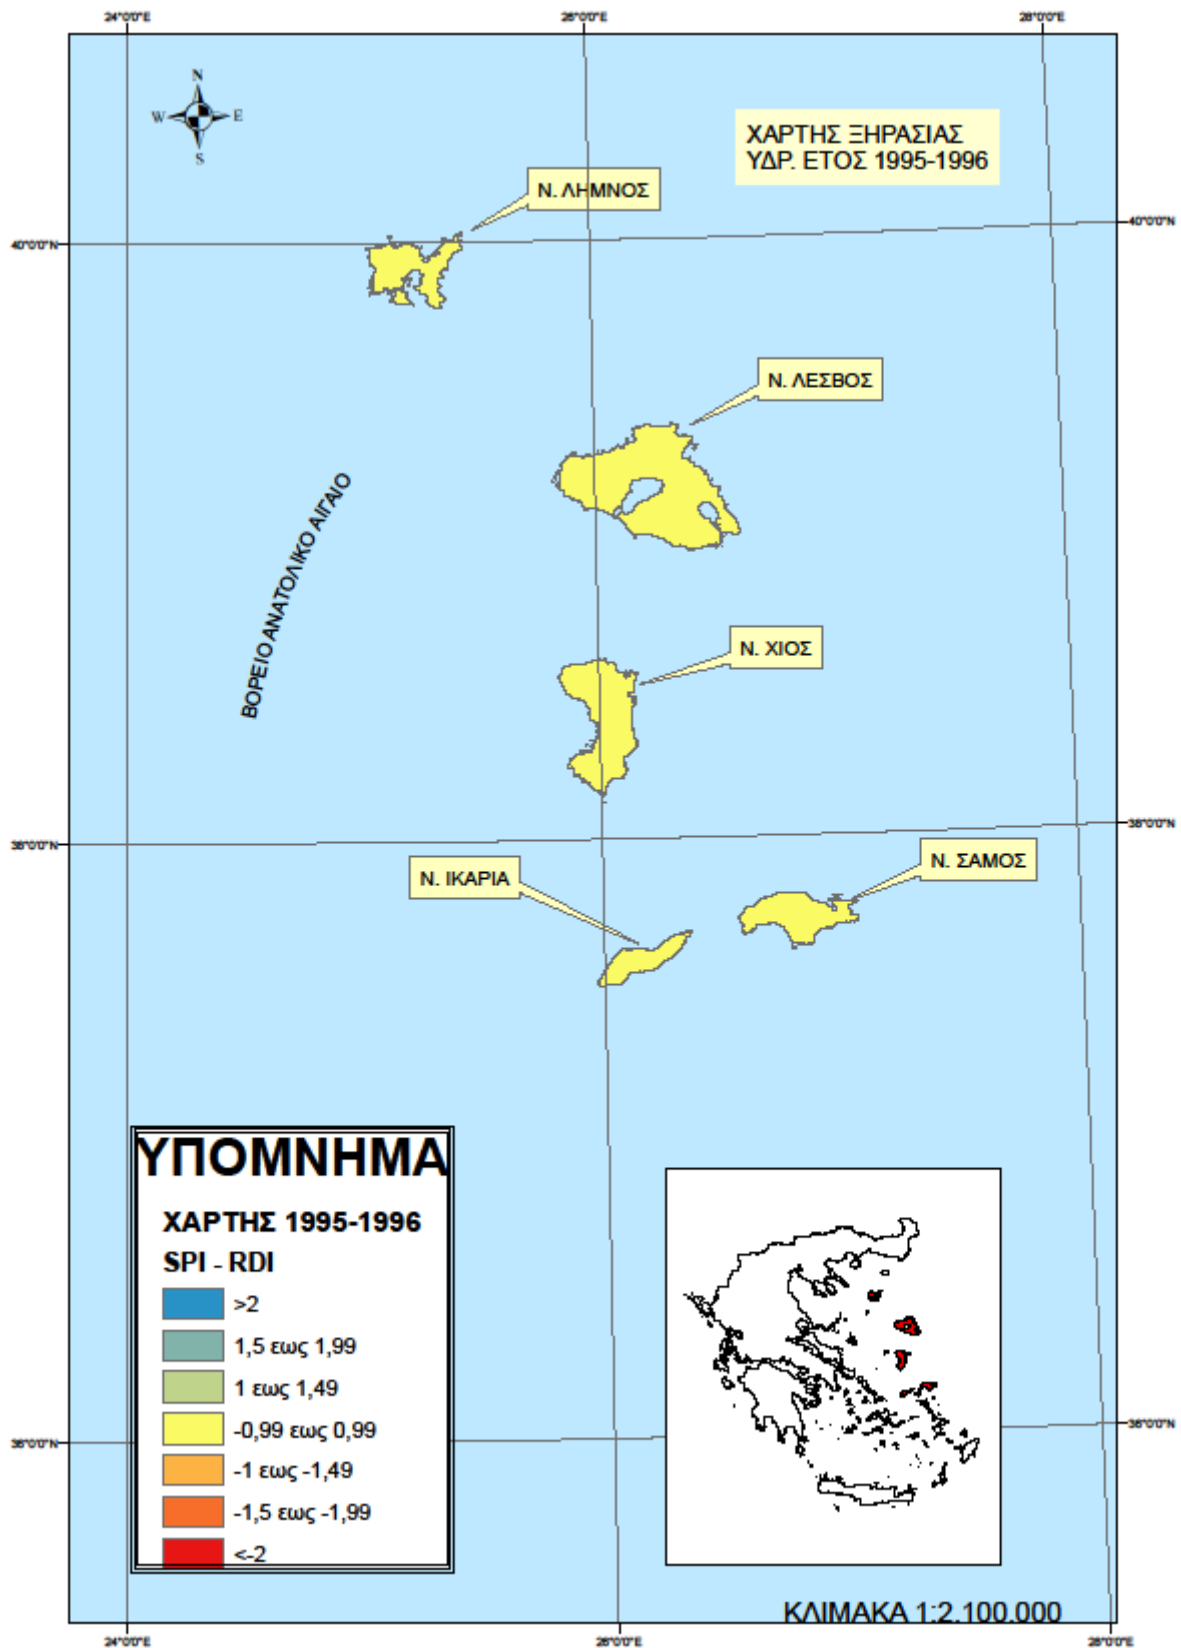 24°0'0"E
26°0'0"E
28°0'0"E
N
W
E
S
ΧΑΡΤΗΣ ΞΗΡΑΣΙΑΣ
ΥΔΡ. ΕΤΟΣ 1995-1996
Ν. ΛΗΜΝΟΣ
40°0'0"N
40°0'0"N
Ν. ΛΕΣΒΟΣ
ΒΟΡΕΙΟ ΑΝΑΤΟΛΙΚΟ ΑΙΓΑΙΟ
Ν. ΧΙΟΣ
38°0'0"N
38°0'0"N
Ν. ΙΚΑΡΙΑ
Ν. ΣΑΜΟΣ
ΥΠΟΜΝΗΜΑ
ΧΑΡΤΗΣ 1995-1996
SPI - RDI
>2
1,5 εως 1,99
1 εως 1,49
-0,99 εως 0,99
-1 εως -1,49
-1,5 εως -1,99
<-2
36°0'0"N
36°0'0"N
ΚΛΙΜΑΚΑ 1:2.100.000
24°0'0"E
26°0'0"E
28°0'0"E